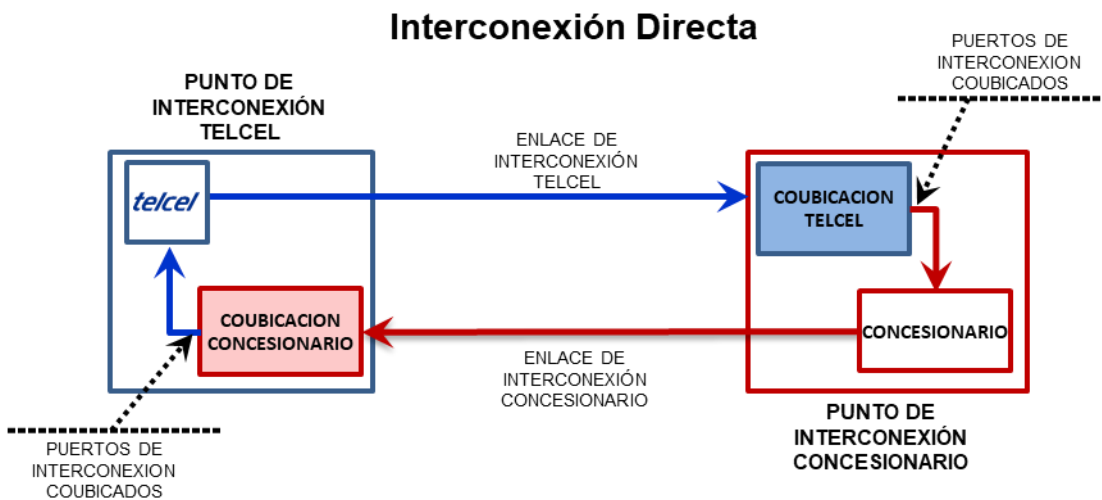 Interconexión Directa
PUERTOS DE
INTERCONEXION
COUBICADOS
PUNTO DE
INTERCONEXIÓN
TELCEL
ENLACE DE
INTERCONEXIÓN
TELCEL
telcel
COUBICACION
TELCEL
COUBICACION
CONCESIONARIO
CONCESIONARIO
ENLACE DE
INTERCONEXIÓN
CONCESIONARIO
PUNTO DE
INTERCONEXIÓN
CONCESIONARIO
PUERTOS DE
INTERCONEXION
COUBICADOS